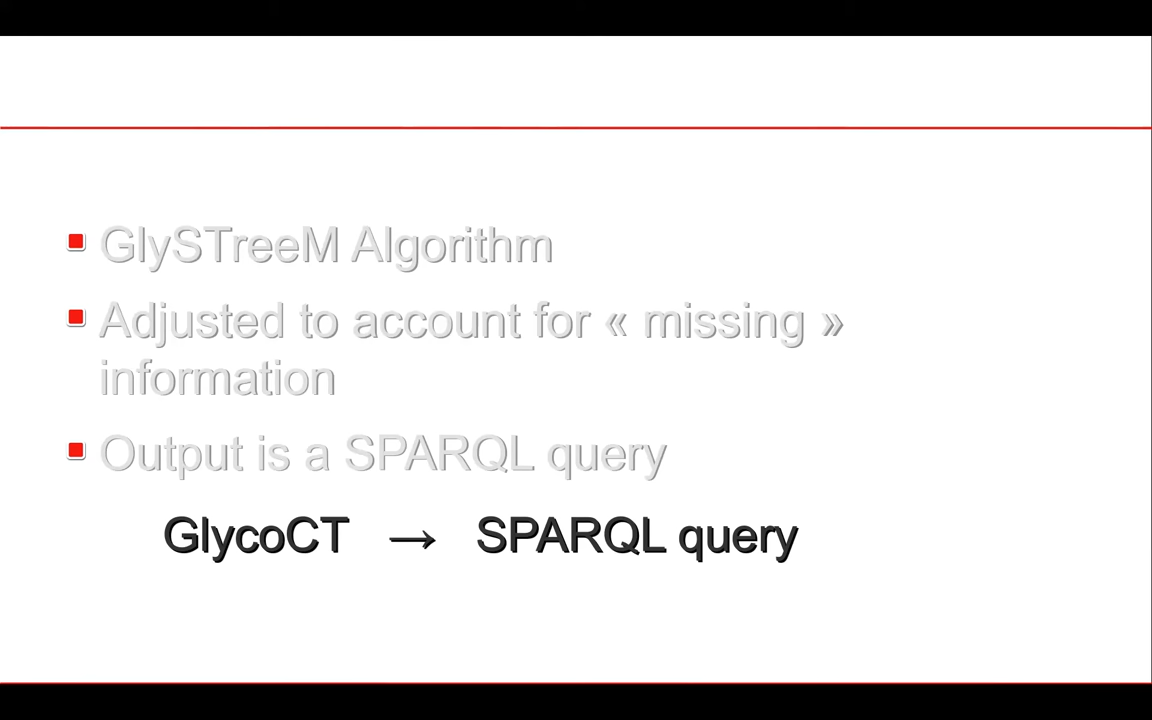 GlySTreeM Algorithm
Adjusted to account for « missing »
information
Output is a SPARQL query
GlycoCT → SPARQL query